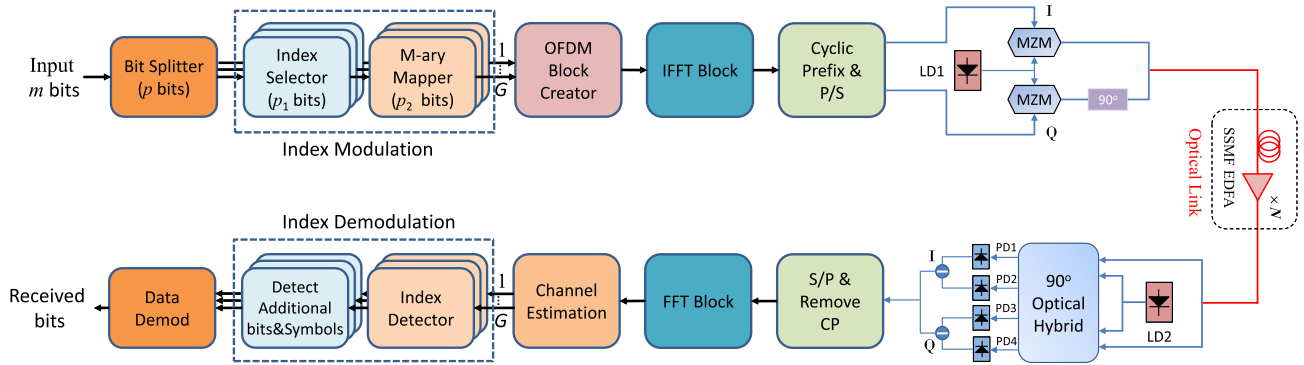 Input
m bits
Bit Splitter
(p bits)
Index
Selector
(p1 bits)
M-ary
Mapper
(p2 bits)
1
G
Index Modulation
OFDM
Block
Creator
IFFT Block
Cyclic
Prefix &
P/S
I
MZM
LD1
MZM
90o
Q
Optical Link
SSMF EDFA
× N
Index Demodulation
Received
bits
Data
Demod
Detect
Additional
bits&Symbols
Index
Detector
1
G
Channel
Estimation
FFT Block
S/P &
Remove
CP
I
Q
PD1
PD2
PD3
PD4
90o
Optical
Hybrid
LD2